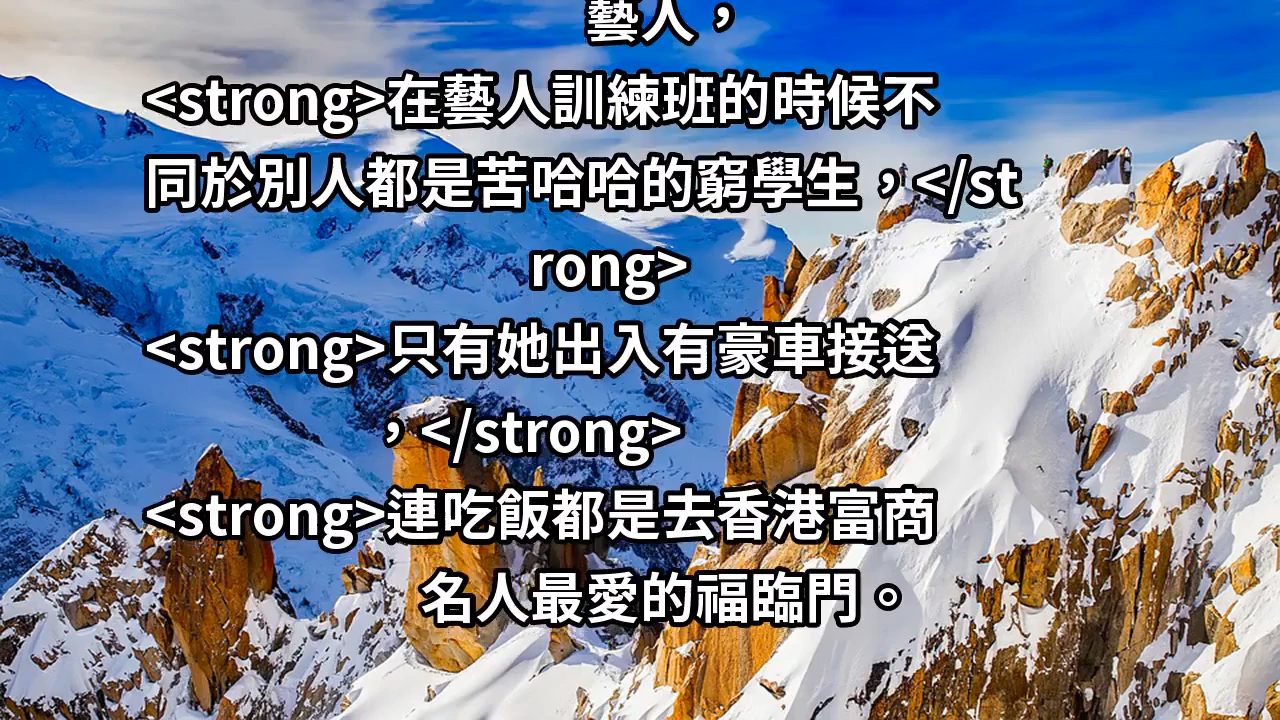 藝人，
<strong>在藝人訓練班的時候不
同於別人都是苦哈哈的窮學生，</st
rong>
<strong>只有她出入有豪車接送
，</strong>
<strong>連吃飯都是去香港富商
名人最愛的福臨門。